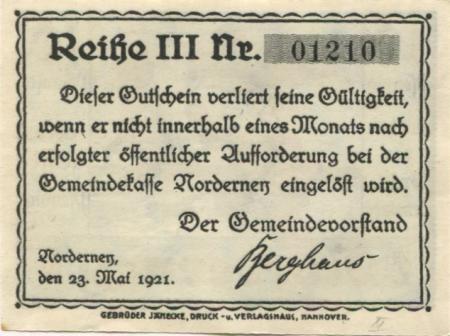 Reihe III Nr. 01210
Dieser Gutschein verliert seine Gültigkeit,
wenn er nicht innerhalb eines Monats nach
erfolgter öffentlicher Aufforderung bei der
Gemeindekasse Norderney eingelöst wird.
Der Gemeindevorstand
Norderney,
den 23. Mai 1921.
Berghaus
GEBRÜDER JÄNECKE, DRUCK - u. VERLAGSHAUS, HANNOVER.